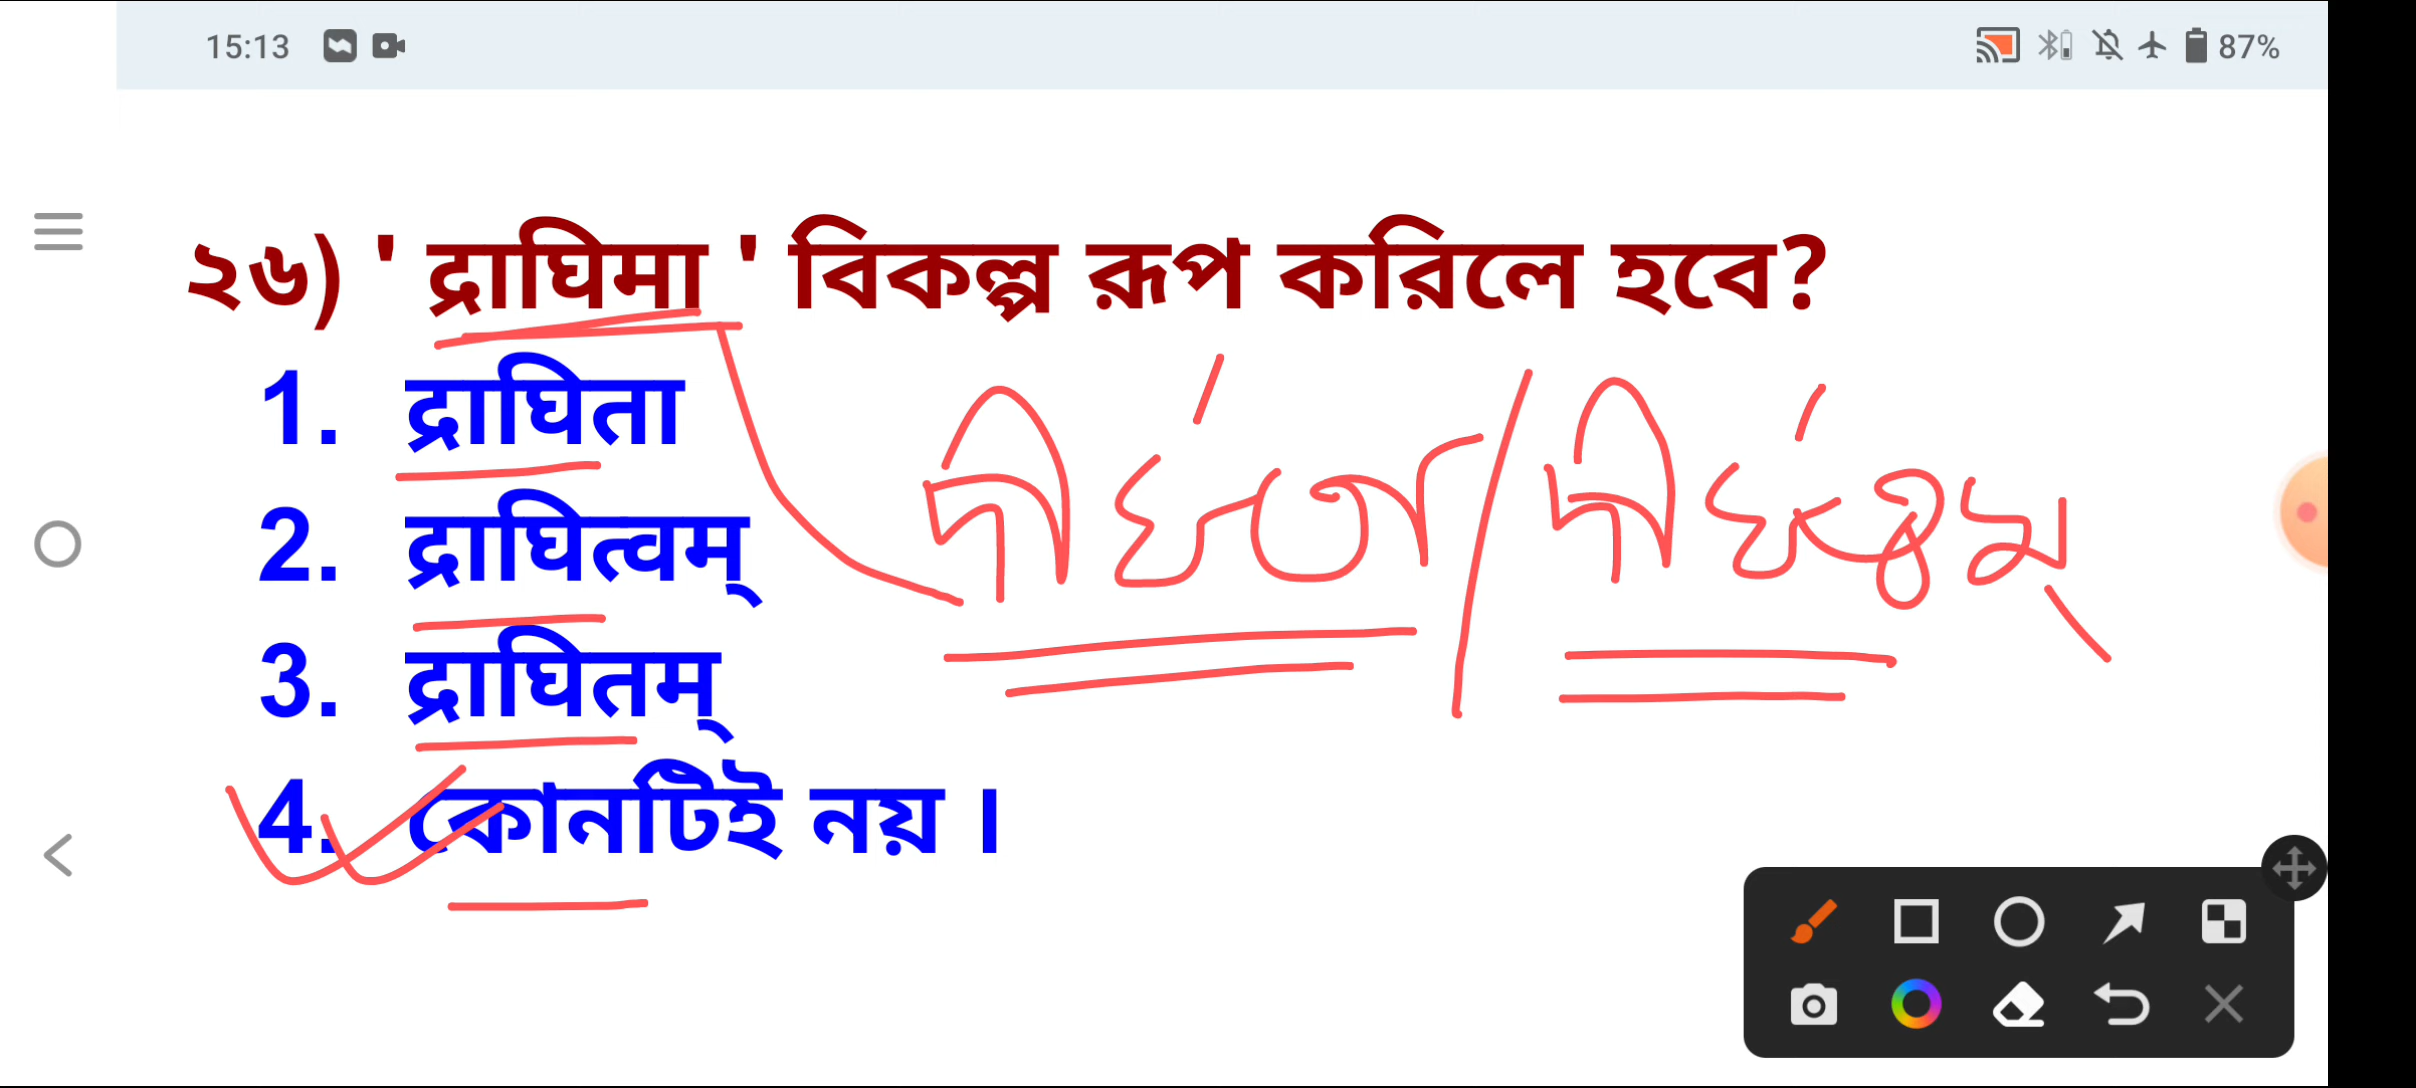 15:13 87%
২৬) ' দ্রাঘিমা ' বিকল্প রূপ করিলে হবে?
1. দ্রাঘিতা
2. দ্রাঘিত্বম্
3. দ্রাঘিতম্
4. কোনটিই নয় ।
দীর্ঘতা / দীর্ঘত্বম্